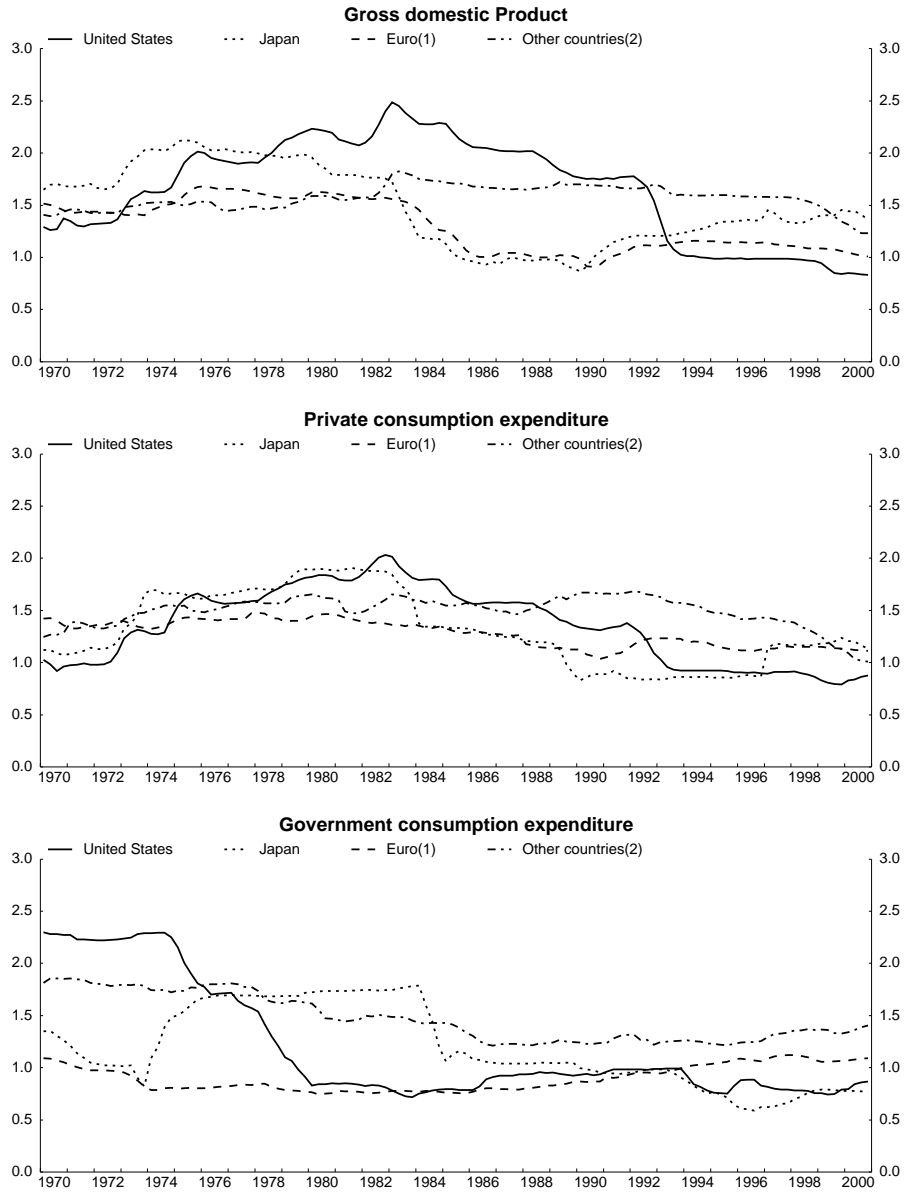 Gross domestic Product
United States Japan Euro(1) Other countries(2)
3.0 3.0
2.5 2.5
2.0 2.0
1.5 1.5
1.0 1.0
0.5 0.5
0.0 0.0
1970 1972 1974 1976 1978 1980 1982 1984 1986 1988 1990 1992 1994 1996 1998 2000
Private consumption expenditure
United States Japan Euro(1) Other countries(2)
3.0 3.0
2.5 2.5
2.0 2.0
1.5 1.5
1.0 1.0
0.5 0.5
0.0 0.0
1970 1972 1974 1976 1978 1980 1982 1984 1986 1988 1990 1992 1994 1996 1998 2000
Government consumption expenditure
United States Japan Euro(1) Other countries(2)
3.0 3.0
2.5 2.5
2.0 2.0
1.5 1.5
1.0 1.0
0.5 0.5
0.0 0.0
1970 1972 1974 1976 1978 1980 1982 1984 1986 1988 1990 1992 1994 1996 1998 2000